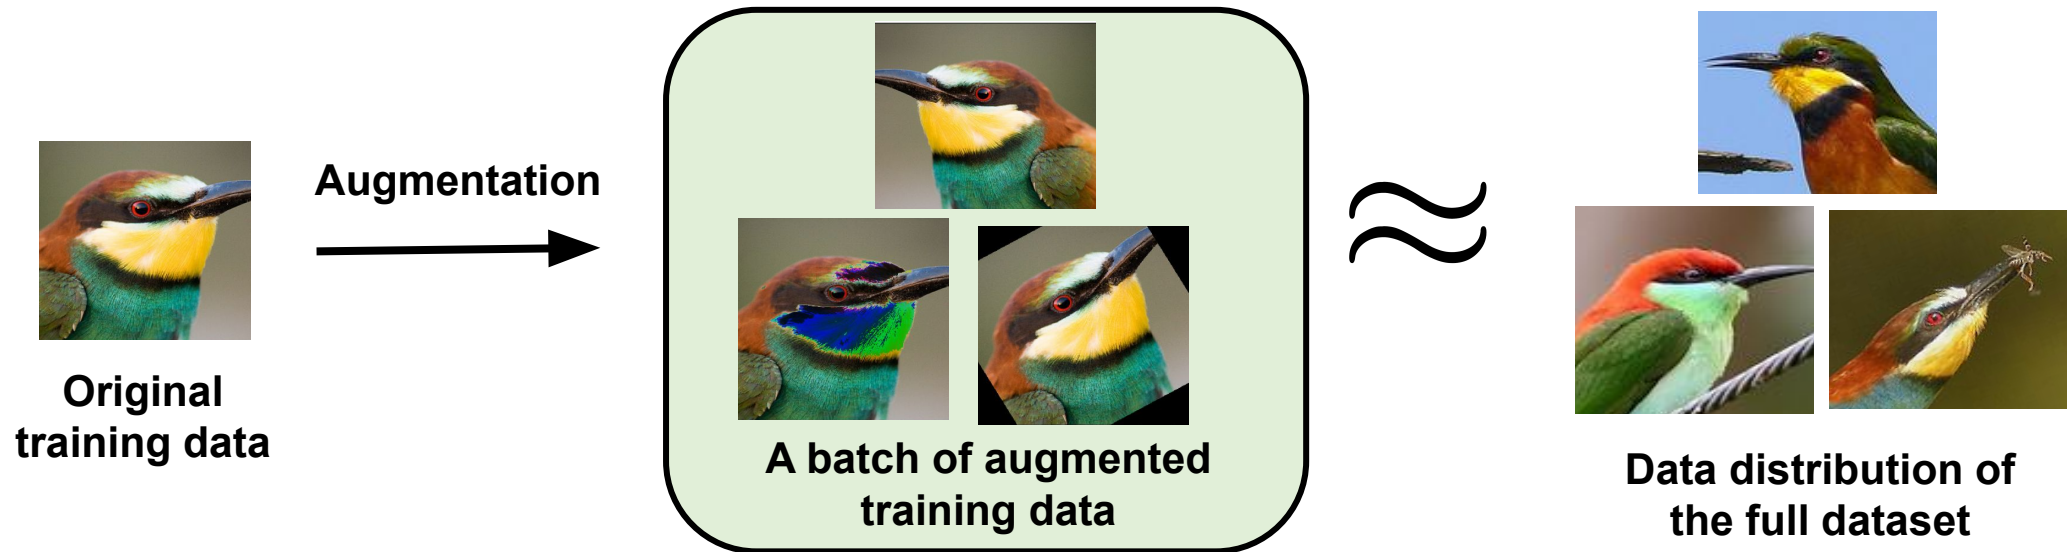 Original
training data
Augmentation
A batch of augmented
training data
≈
Data distribution of
the full dataset